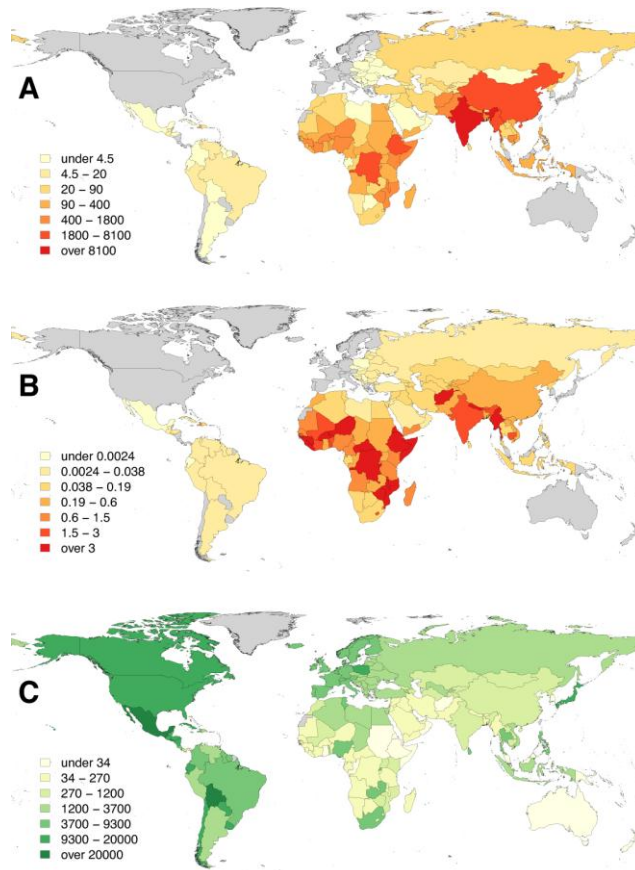 A
under 4.5
4.5 – 20
20 – 90
90 – 400
400 – 1800
1800 – 8100
over 8100
B
under 0.0024
0.0024 – 0.038
0.038 – 0.19
0.19 – 0.6
0.6 – 1.5
1.5 – 3
over 3
C
under 34
34 – 270
270 – 1200
1200 – 3700
3700 – 9300
9300 – 20000
over 20000